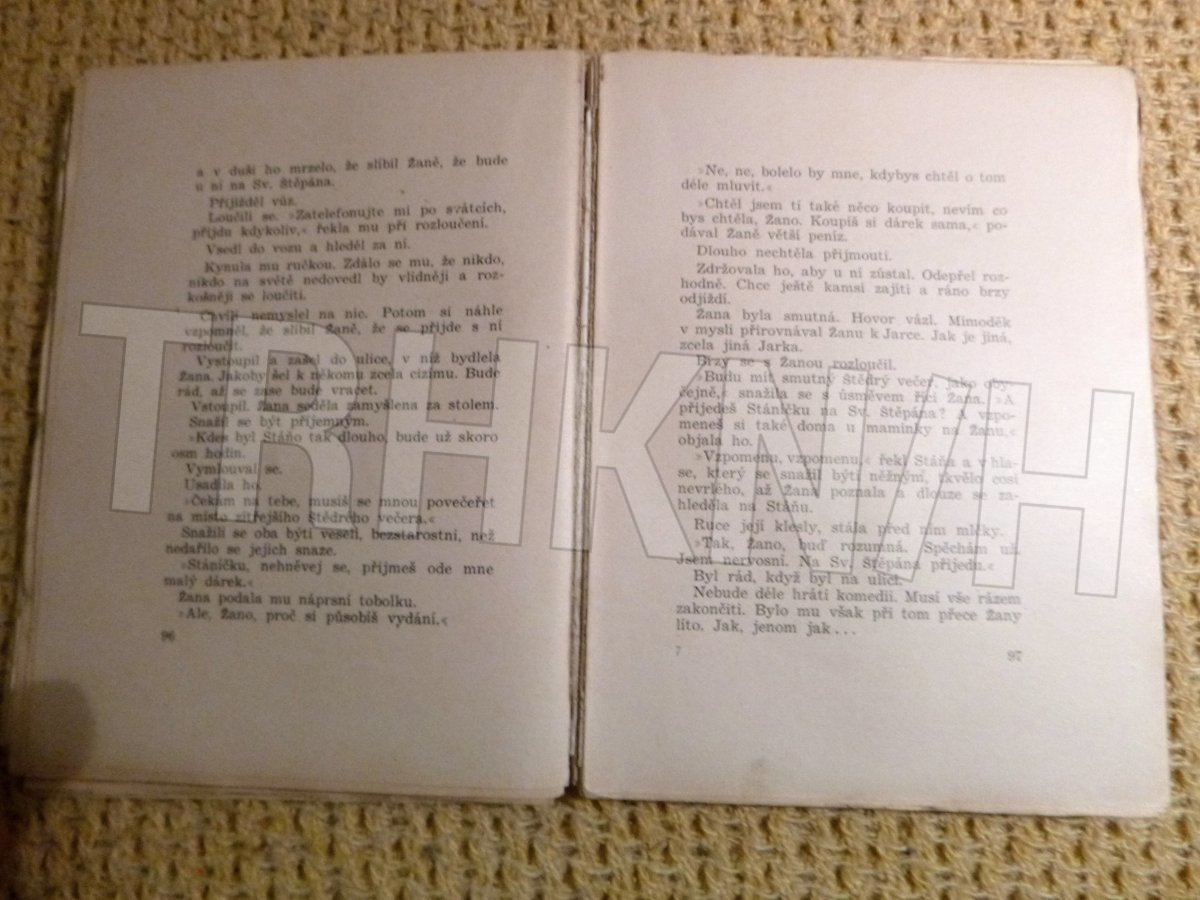 a v duši ho mrzelo, že slíbil Žaně, že bude
u ní na Sv. Štěpána.
Přijížděl vůz.
Loučili se. »Zatelefonujte mi po svátcích,
přijdu kdykoliv,« řekla mu při rozloučení.
Vsedl do vozu a hleděl za ní.
Kynula mu ručkou. Zdálo se mu, že nikdo,
nikdo na světě nedovedl by vlídněji a roz-
košněji se loučiti.
Chvíli nemyslel na nic. Potom si náhle
vzpomněl, že slíbil Žaně, že se přijde s ní
rozloučit.
Vystoupil a zašel do ulice, v níž bydlela
Žana. Jakoby šel k někomu zcela cizímu. Bude
rád, až se zase bude vracet.
Vstoupil. Žana seděla zamyšlena za stolem.
Snažil se být příjemným.
»Kdes byl Stáňo tak dlouho, bude už skoro
osm hodin.
Vymlouval se.
Usadila ho.
»Čekám na tebe, musíš se mnou povečeřet
na místo zítřejšího štědrého večera.«
Snažili se oba býti veselí, bezstarostní, než
nedařilo se jejich snaze.
»Stáníčku, nehněvej se, přijmeš ode mne
malý dárek.«
Žana podala mu náprsní tobolku.
»Ale, Žano, proč si působíš vydání.«
96
»Ne, ne, bolelo by mne, kdybys chtěl o tom
déle mluvit.«
»Chtěl jsem ti také něco koupit, nevím co
bys chtěla, Žano. Koupíš si dárek sama,« po-
dával Žaně větší peníz.
Dlouho nechtěla přijmouti.
Zdržovala ho, aby u ní zůstal. Odepřel roz-
hodně. Chce ještě kamsi zajíti a ráno brzy
odjíždí.
Žana byla smutná. Hovor vázl. Mimoděk
v mysli přirovnával Žanu k Jarce. Jak je jiná,
zcela jiná Jarka.
Brzy se s Žanou rozloučil.
»Budu mít smutný štědrý večer, jako oby-
čejně,« snažila se s úsměvem říci Žana. »A
přijedeš Stáníčku na Sv. Štěpána? A vzpo-
meneš si také doma u maminky na Žanu,«
objala ho.
»Vzpomenu, vzpomenu,« řekl Stáňa a v hla-
se, který se snažil býti něžným, zkvělo cosi
nevrlého, až Žana poznala a dlouze se za-
hleděla na Stáňu.
Ruce její klesly, stála před ním mlčky.
»Tak, Žano, buď rozumná. Spěchám už.
Jsem nervosní. Na Sv. Štěpána přijedu.«
Byl rád, když byl na ulici.
Nebude déle hráti komedii. Musí vše rázem
zakončiti. Bylo mu však při tom přece Žany
líto. Jak, jenom jak . . .
7
97
TRHKNIH